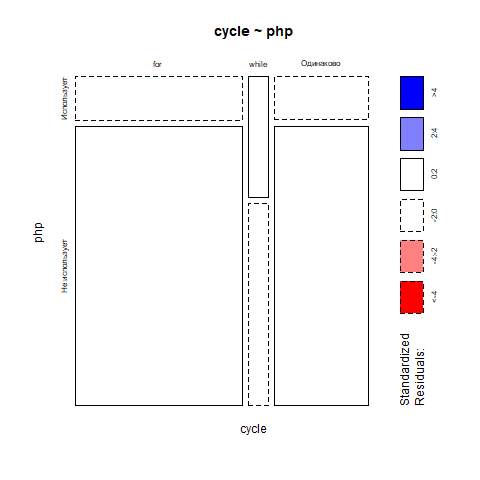 cycle ~ php
for
while
Одинаково
Использует
Не использует
php
cycle
>4
2:4
0:2
-2:0
-4:-2
<-4
Standardized
Residuals: